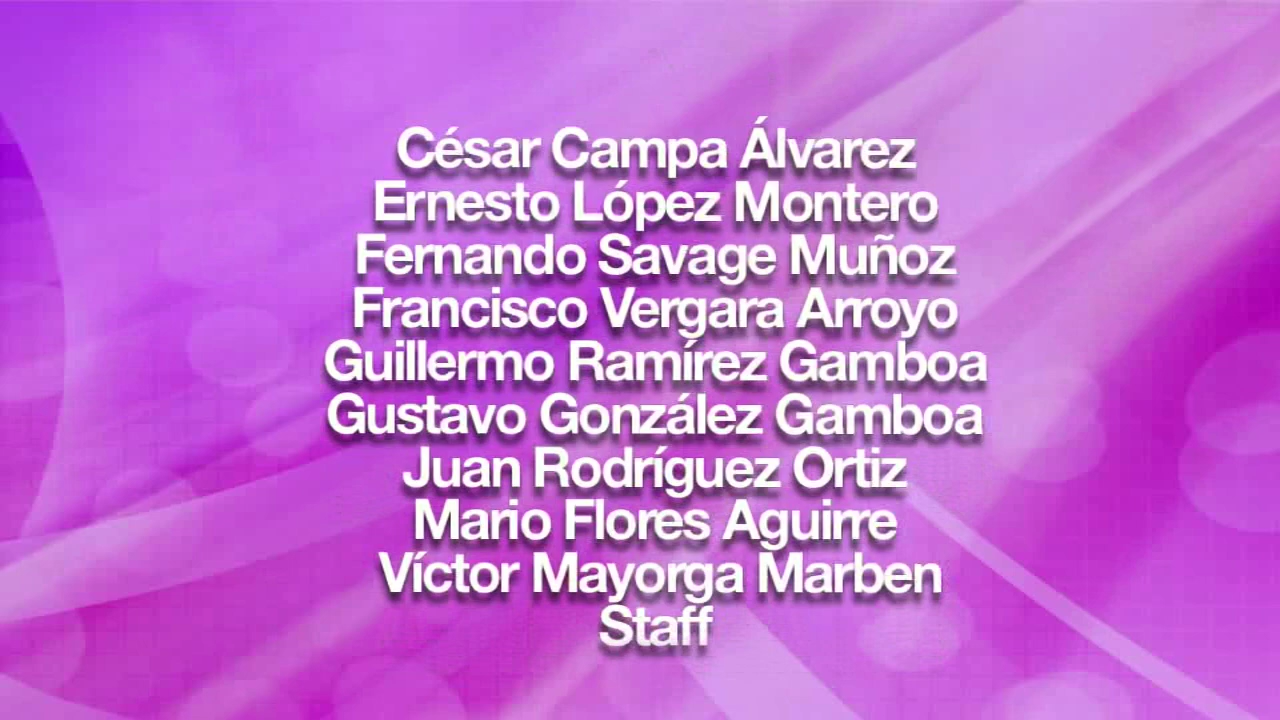 César Campa Álvarez
Ernesto López Montero
Fernando Savage Muñoz
Francisco Vergara Arroyo
Guillermo Ramírez Gamboa
Gustavo González Gamboa
Juan Rodríguez Ortiz
Mario Flores Aguirre
Víctor Mayorga Marben
Staff